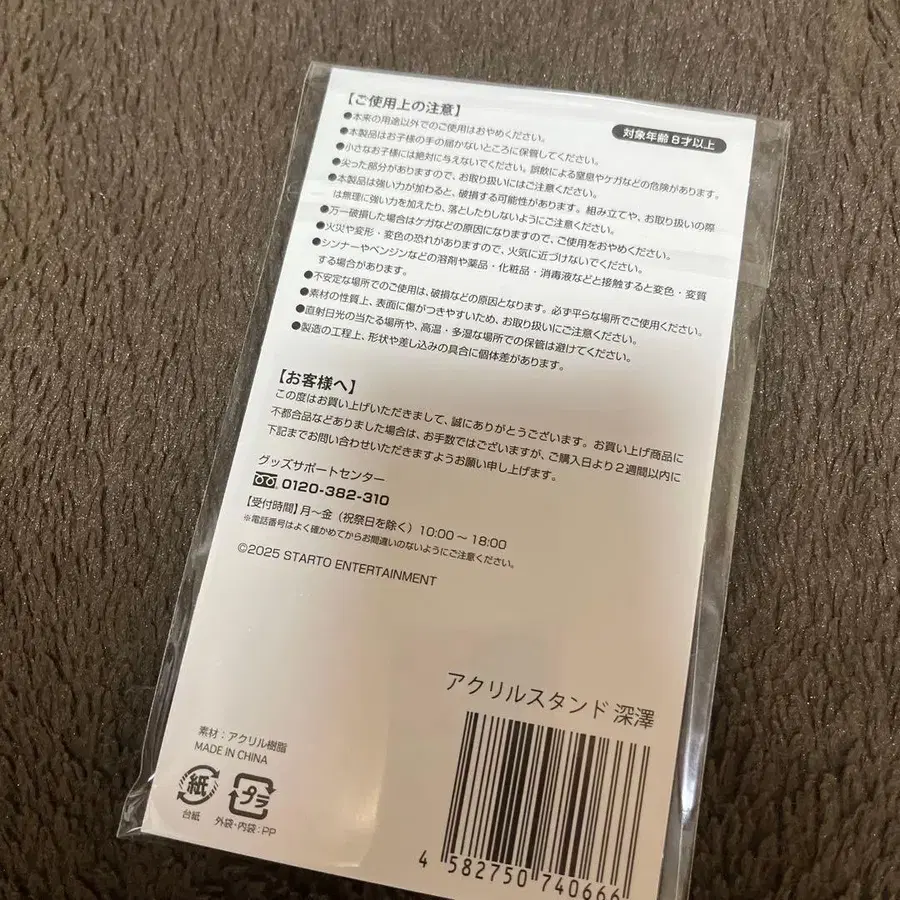 【ご使用上の注意】
対象年齢 8才以上
●本来の用途以外でのご使用はおやめください。
●本製品はお子様の手の届かないところに保管してください。
●小さなお子様には絶対に与えないでください。誤飲による窒息やケガなどの危険があります。
●尖った部分がありますので、お取り扱いにはご注意ください。
●本製品は強い力が加わると、破損する可能性があります。組み立てや、お取り扱いの際
は無理に強い力を加えたり、落としたりしないようにご注意ください。
●万一破損した場合はケガなどの原因になりますので、ご使用をおやめください。
●火災や変形・変色の恐れがありますので、火気に近づけないでください。
●シンナーやベンジンなどの溶剤や薬品・化粧品・消毒液などと接触すると変色・変質
する場合があります。
●不安定な場所でのご使用は、破損などの原因となります。必ず平らな場所でご使用ください。
●素材の性質上、表面に傷がつきやすいため、お取り扱いにご注意ください。
●直射日光の当たる場所や、高温・多湿な場所での保管は避けてください。
●製造の工程上、形状や差し込みの具合に個体差があります。
【お客様へ】
この度はお買い上げいただきまして、誠にありがとうございます。お買い上げ商品に
不都合品などありました場合は、お手数ではございますが、ご購入日より2週間以内に
下記までお問い合わせいただきますようお願い申し上げます。
グッズサポートセンター
0120-382-310
【受付時間】月～金（祝祭日を除く）10:00～18:00
※電話番号はよく確かめてからお間違いのないようにご注意ください。
©2025 STARTO ENTERTAINMENT
アクリルスタンド 深澤
素材：アクリル樹脂
MADE IN CHINA
紙
プラ
台紙
外袋・内袋：PP
4 582750 740666